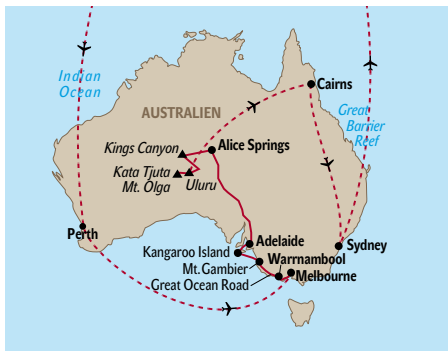 Indian
Ocean
Cairns
AUSTRALIEN
Great
Barrier
Reef
Kings Canyon
Alice Springs
Kata Tjuta
Mt. Olga
Uluru
Perth
Adelaide
Sydney
Kangaroo Island
Warrnambool
Mt. Gambier
Melbourne
Great Ocean Road